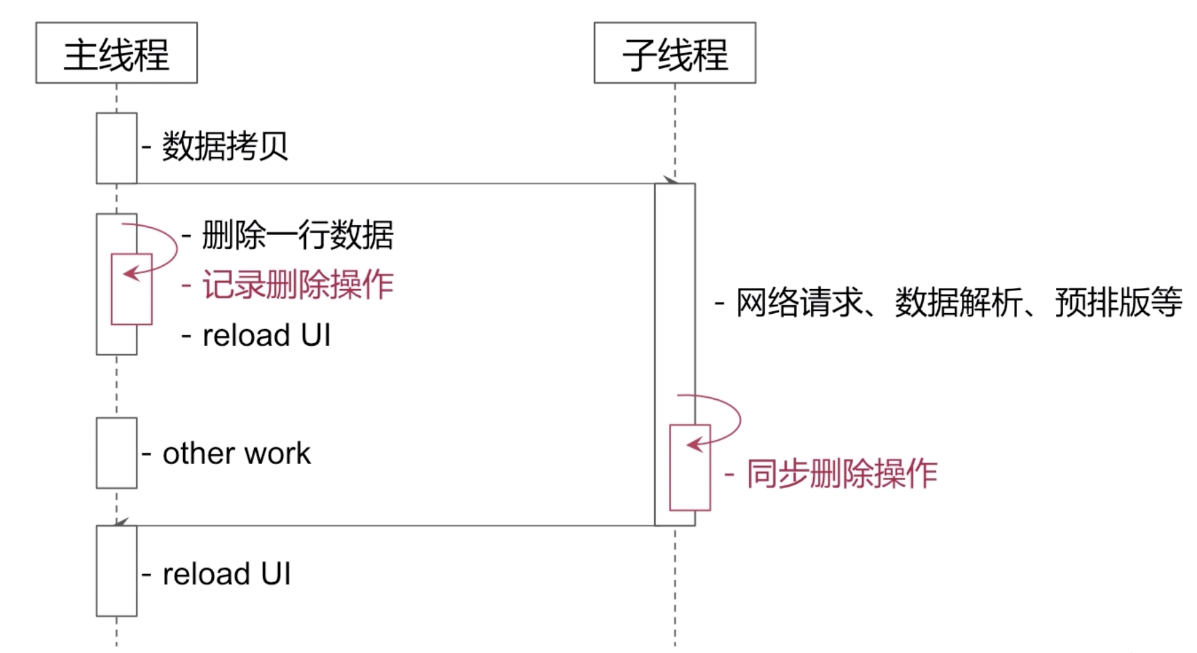 主线程
子线程
- 数据拷贝
- 删除一行数据
- 记录删除操作
- 网络请求、数据解析、预排版等
- reload UI
- other work
- 同步删除操作
- reload UI